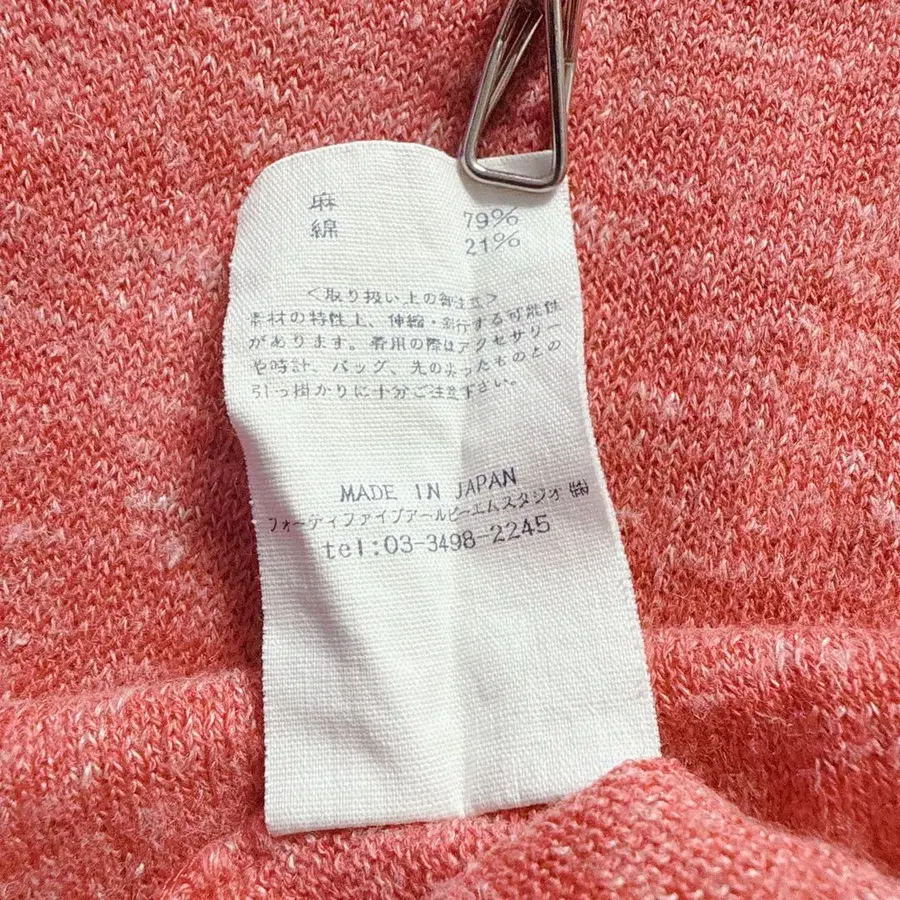 麻 79%
綿 21%
＜取り扱い上の御注意＞
素材の特性上、伸縮・斜行する可能性
があります。着用の際はアクセサリー
や時計、バッグ、先のとがったものとの
引っ掛かりに十分ご注意下さい。
MADE IN JAPAN
フォーティファイブアールピーエムスタジオ㈱
tel:03-3498-2245